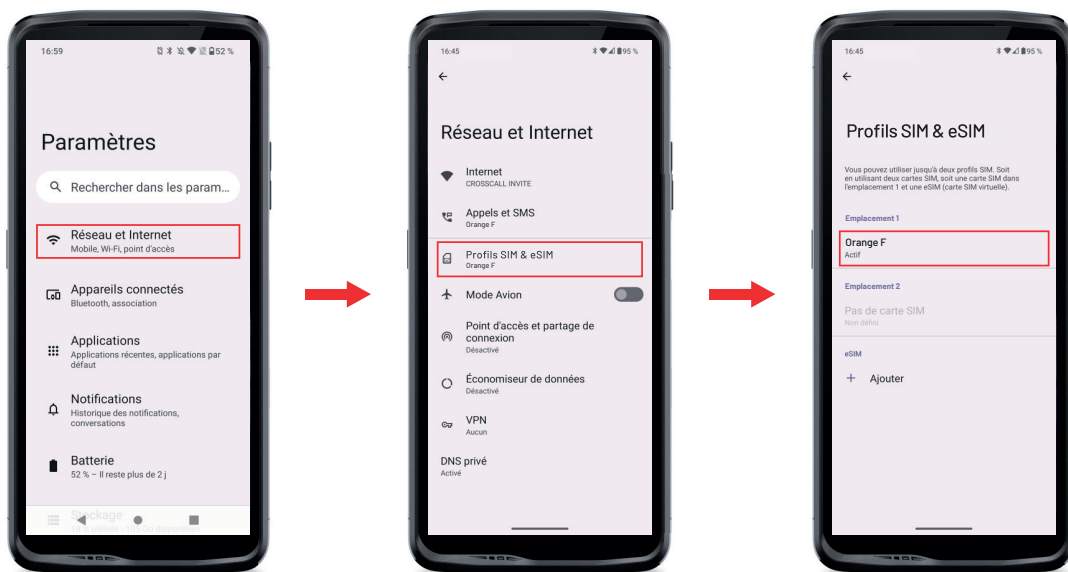 16:59
52 %
Paramètres
Rechercher dans les param...
Réseau et Internet
Mobile, Wi-Fi, point d'accès
Appareils connectés
Bluetooth, association
Applications
Applications récentes, applications par
défaut
Notifications
Historique des notifications,
conversations
Batterie
52 % – Il reste plus de 2 j
Stockage
16:45
95 %
Réseau et Internet
Internet
CROSSCALL INVITE
Appels et SMS
Orange F
Profils SIM & eSIM
Orange F
Mode Avion
Point d'accès et partage de
connexion
Désactivé
Économiseur de données
Désactivé
VPN
Aucun
DNS privé
Activé
16:45
95 %
Profils SIM & eSIM
Vous pouvez utiliser jusqu'à deux profils SIM. Soit
en utilisant deux cartes SIM, soit une carte SIM dans
l'emplacement 1 et une eSIM (carte SIM virtuelle).
Emplacement 1
Orange F
Actif
Emplacement 2
Pas de carte SIM
Non défini
eSIM
+ Ajouter